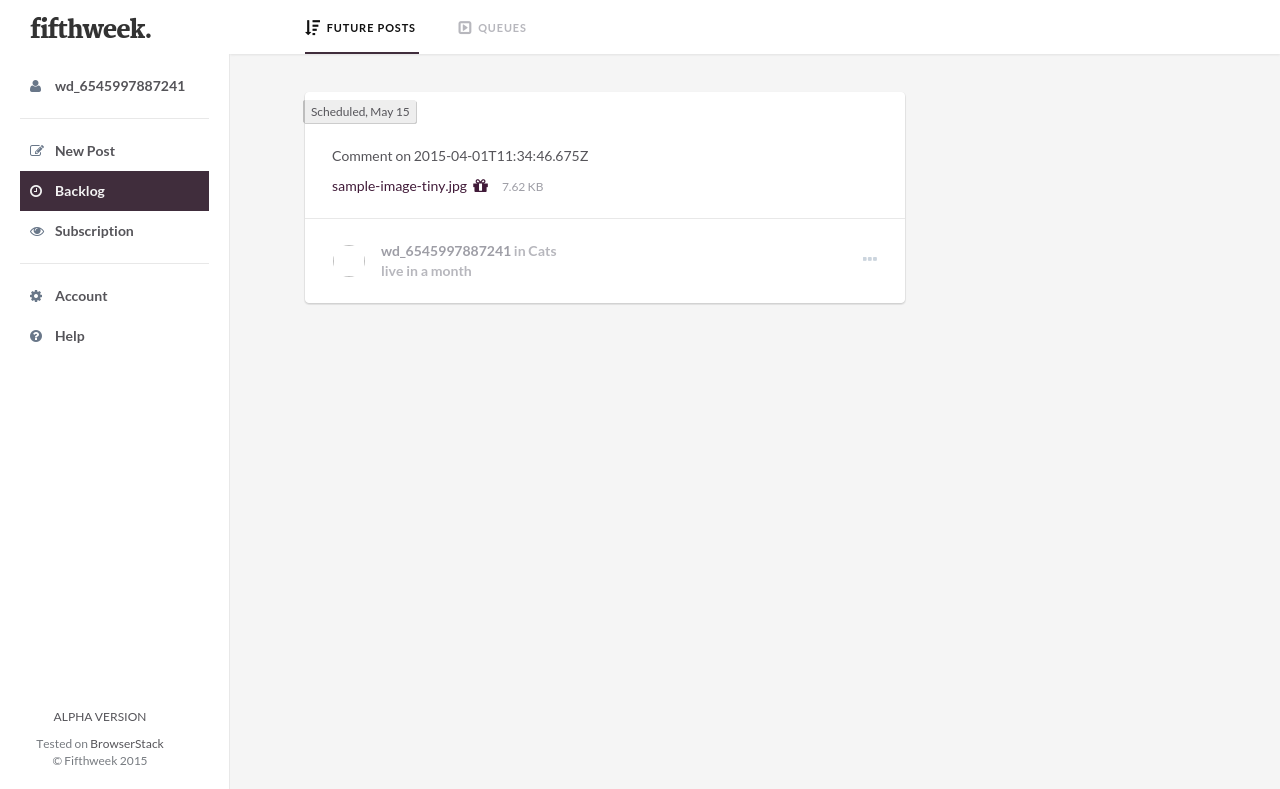 fifthweek.
FUTURE POSTS
QUEUES
wd_6545997887241
New Post
Backlog
Subscription
Account
Help
Scheduled, May 15
Comment on 2015-04-01T11:34:46.675Z
sample-image-tiny.jpg 7.62 KB
wd_6545997887241 in Cats
live in a month
ALPHA VERSION
Tested on BrowserStack
© Fifthweek 2015